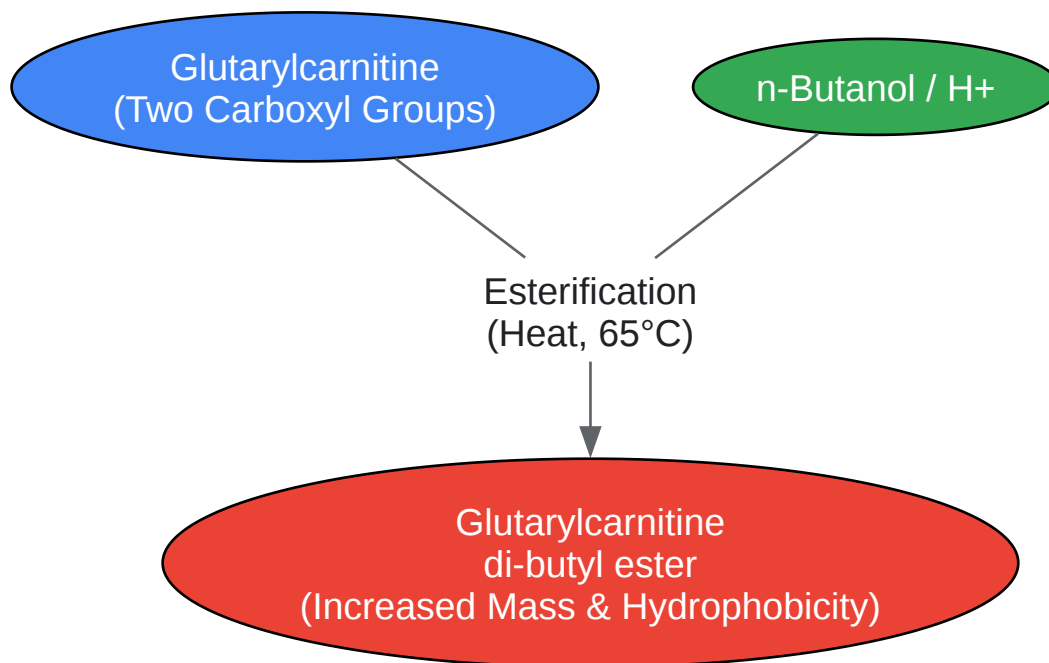 Glutarylcarnitine
(Two Carboxyl Groups)
n-Butanol / H+
Esterification
(Heat, 65°C)
Glutarylcarnitine
di-butyl ester
(Increased Mass & Hydrophobicity)